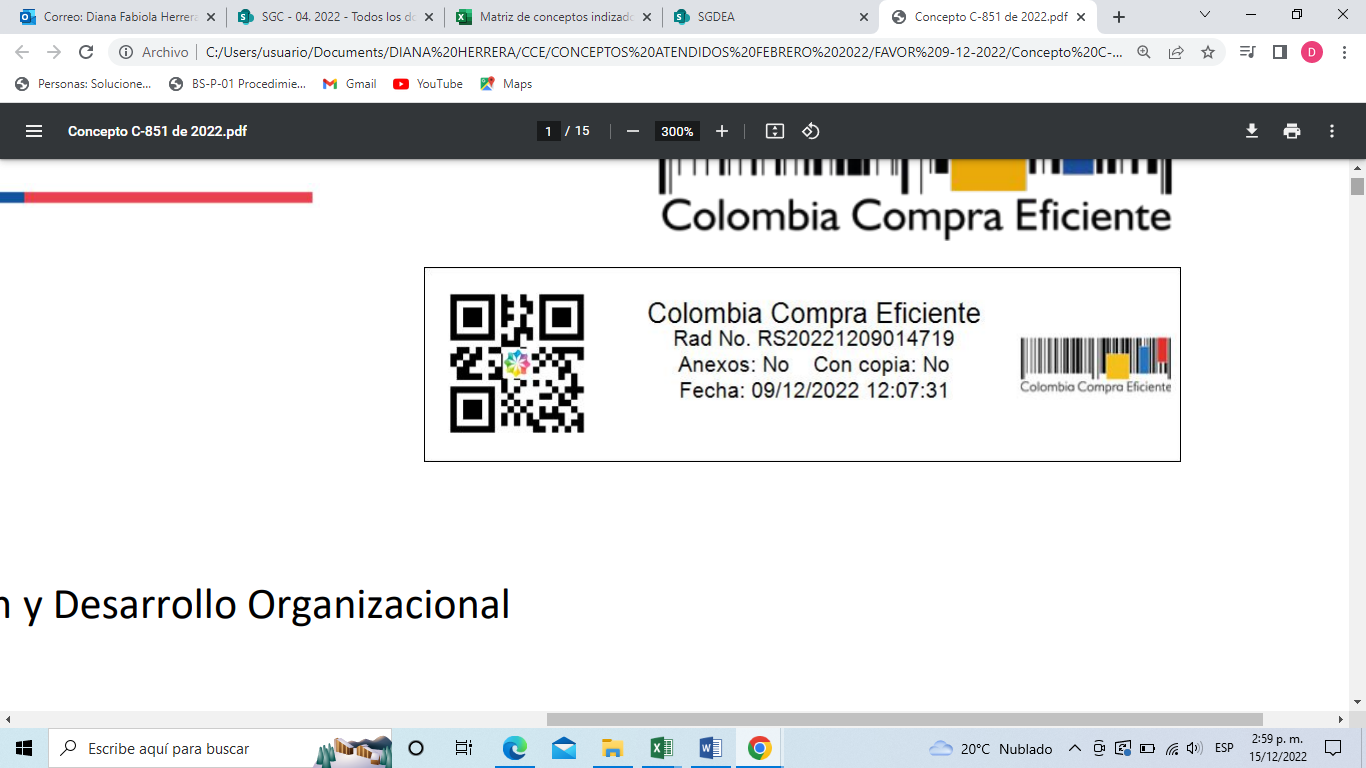 Correo: Diana Fabiola Herrera
SGC - 04. 2022 - Todos los do
Matriz de conceptos indizado
SGDEA
Concepto C-851 de 2022.pdf
Archivo
C:/Users/usuario/Documents/DIANA%20HERRERA/CCE/CONCEPTOS%20ATENDIDOS%20FEBRERO%202022/FAVOR%209-12-2022/Concepto%20C-...
D
Personas: Solucione...
BS-P-01 Procedimie...
Gmail
YouTube
Maps
Concepto C-851 de 2022.pdf
1 / 15
300%
Colombia Compra Eficiente
Colombia Compra Eficiente
Rad No. RS20221209014719
Anexos: No Con copia: No
Fecha: 09/12/2022 12:07:31
Colombia Compra Eficiente
n y Desarrollo Organizacional
Escribe aquí para buscar
20°C Nublado
ESP
2:59 p. m.
15/12/2022